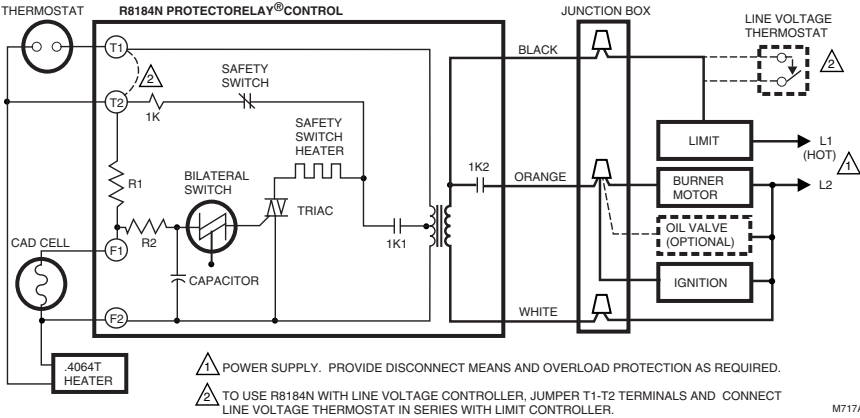 THERMOSTAT
R8184N PROTECTORELAY®CONTROL
JUNCTION BOX
LINE VOLTAGE
THERMOSTAT
T1
2
BLACK
2
SAFETY
SWITCH
T2
1K
SAFETY
SWITCH
HEATER
LIMIT
L1
(HOT)
1
1K2
ORANGE
BURNER
MOTOR
L2
R1
BILATERAL
SWITCH
TRIAC
OIL VALVE
(OPTIONAL)
CAD CELL
R2
1K1
F1
CAPACITOR
IGNITION
WHITE
F2
.4064T
HEATER
1 POWER SUPPLY. PROVIDE DISCONNECT MEANS AND OVERLOAD PROTECTION AS REQUIRED.
2 TO USE R8184N WITH LINE VOLTAGE CONTROLLER, JUMPER T1-T2 TERMINALS AND CONNECT
LINE VOLTAGE THERMOSTAT IN SERIES WITH LIMIT CONTROLLER.
M717A